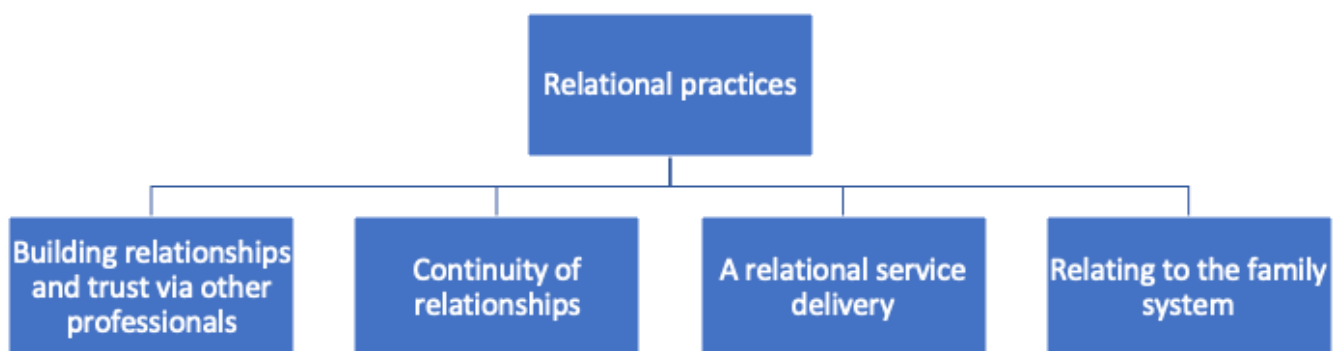 Relational practices
Building relationships
and trust via other
professionals
Continuity of
relationships
A relational service
delivery
Relating to the family
system